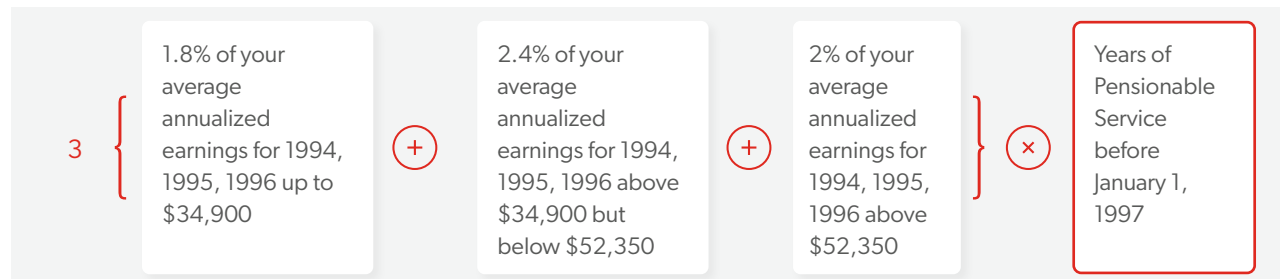 3
{
1.8% of your
average
annualized
earnings for 1994,
1995, 1996 up to
$34,900
+
2.4% of your
average
annualized
earnings for 1994,
1995, 1996 above
$34,900 but
below $52,350
+
2% of your
average
annualized
earnings for
1994, 1995,
1996 above
$52,350
}
×
Years of
Pensionable
Service
before
January 1,
1997